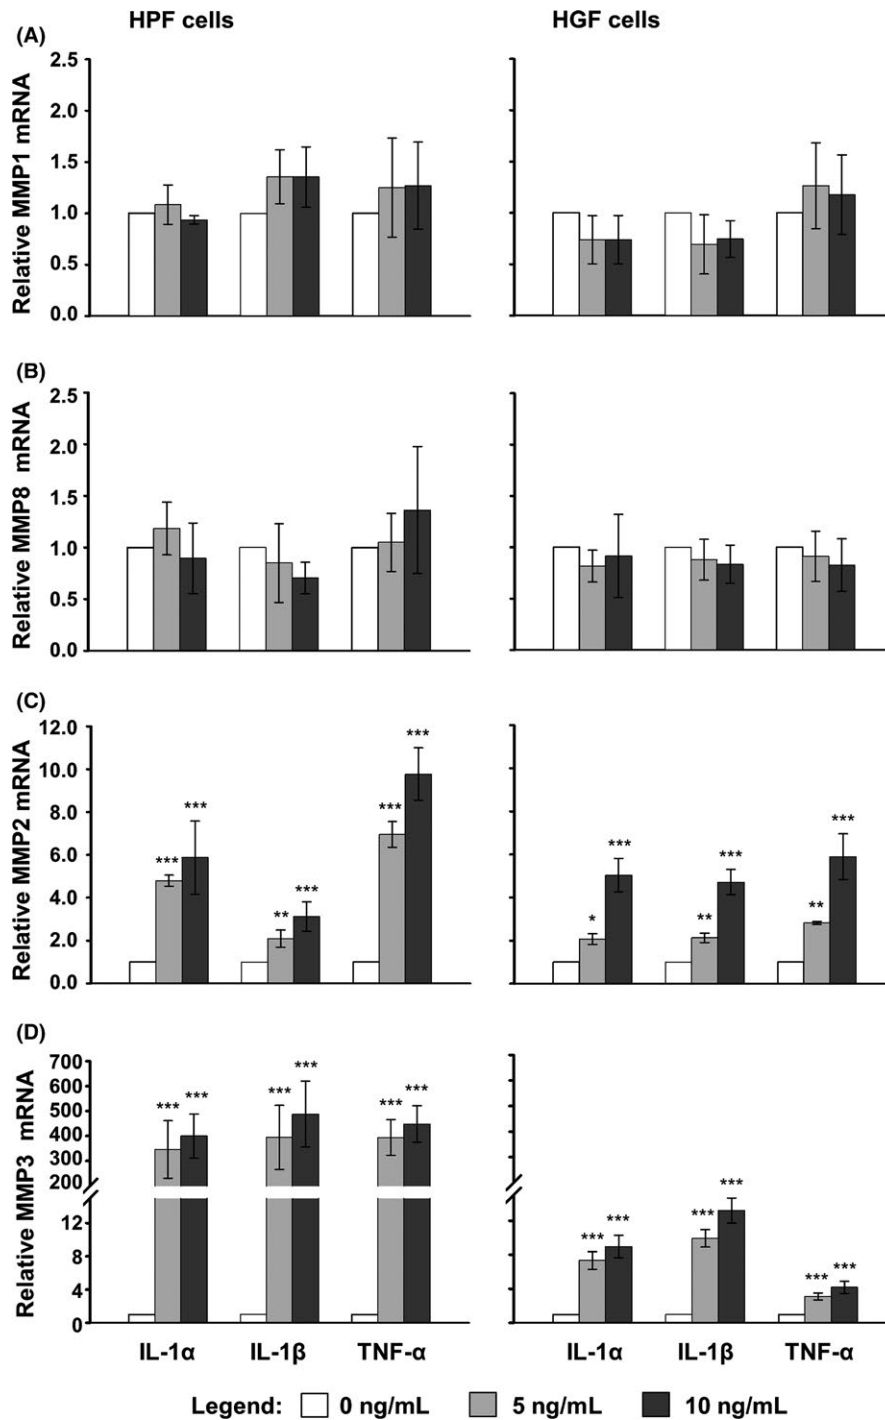 HPF cells HGF cells
(A)
Relative MMP1 mRNA
2.5
2.0
1.5
1.0
0.5
0.0
(B)
Relative MMP8 mRNA
2.5
2.0
1.5
1.0
0.5
0.0
(C)
Relative MMP2 mRNA
12.0
10.0
8.0
6.0
4.0
2.0
0.0
*** *** ** *** *** ***
* *** ** *** ** ***
(D)
Relative MMP3 mRNA
700
600
500
400
300
200
12
8
4
0
*** *** *** *** *** ***
*** *** *** *** *** ***
IL-1α IL-1β TNF-α IL-1α IL-1β TNF-α
Legend: 0 ng/mL 5 ng/mL 10 ng/mL